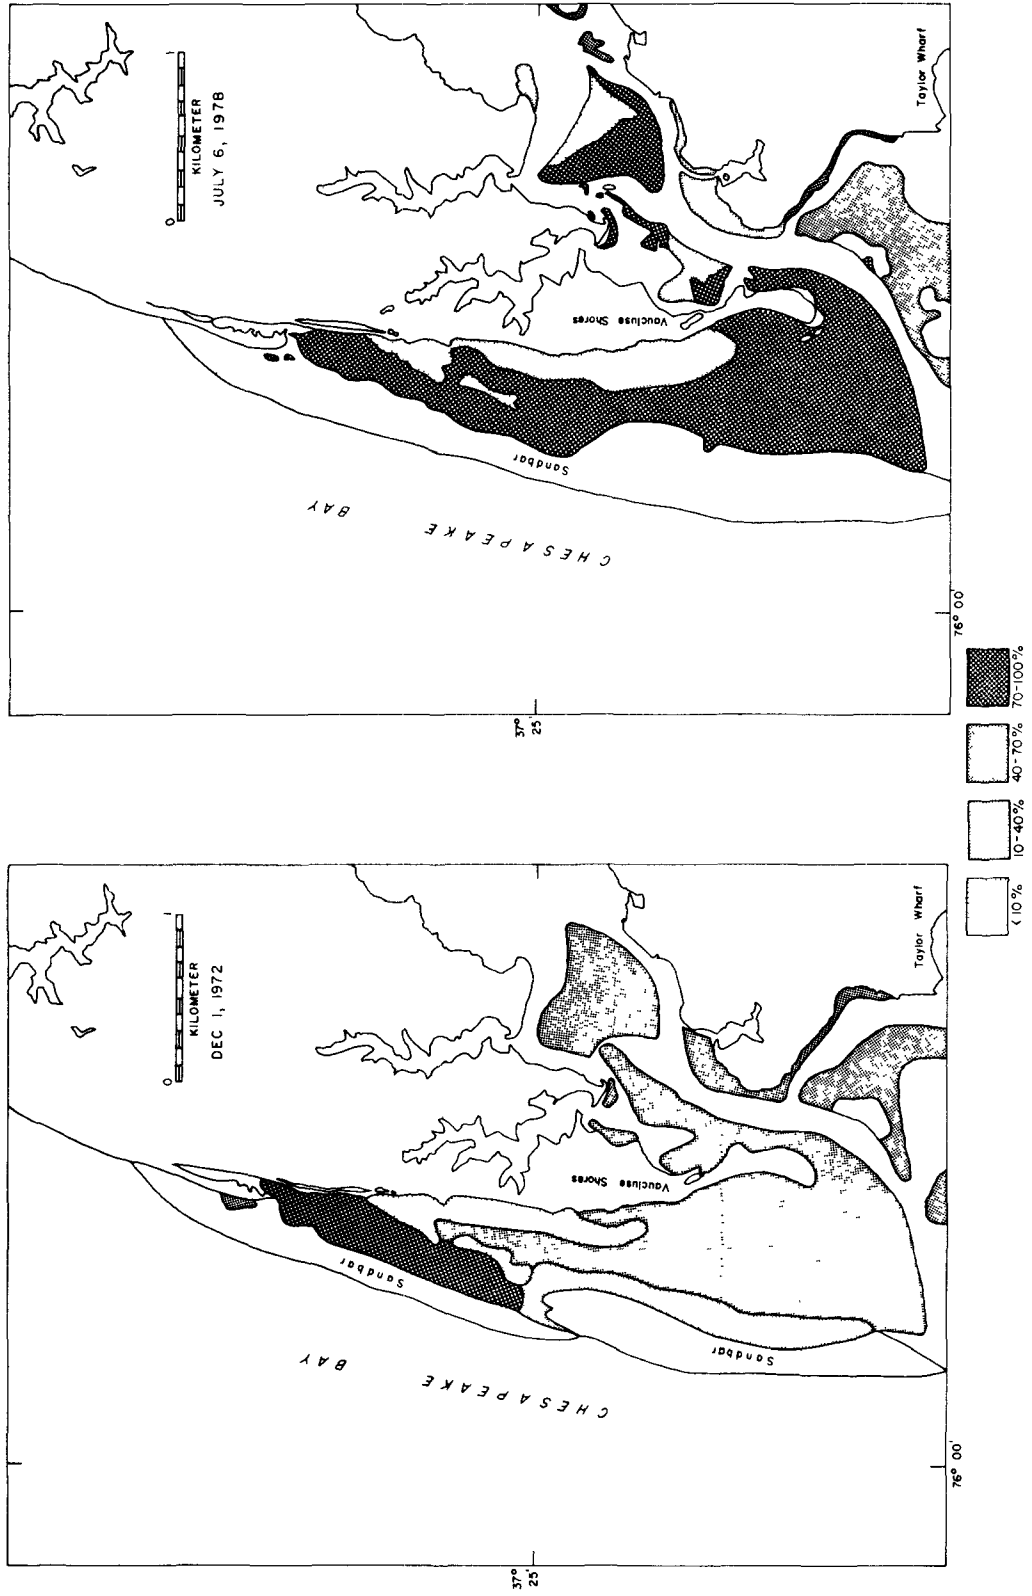 0 1
KILOMETER
JULY 6, 1978
Taylor Wharf
Vaucluse Shores
Sandbar
CHESAPEAKE BAY
37°
25'
76° 00'
0 1
KILOMETER
DEC 1, 1972
Taylor Wharf
Vaucluse Shores
Sandbar
Sandbar
CHESAPEAKE BAY
37°
25'
76° 00'
<10%
10-40%
40-70%
70-100%